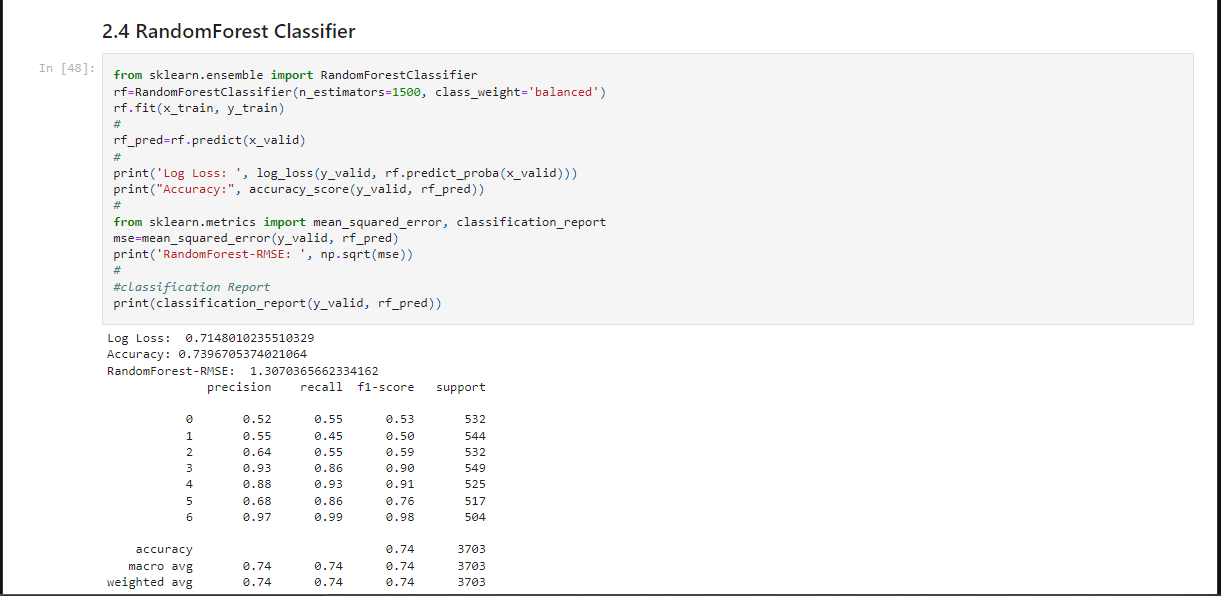 2.4 RandomForest Classifier
In [48]:
from sklearn.ensemble import RandomForestClassifier
rf=RandomForestClassifier(n_estimators=1500, class_weight='balanced')
rf.fit(x_train, y_train)
#
rf_pred=rf.predict(x_valid)
#
print('Log Loss: ', log_loss(y_valid, rf.predict_proba(x_valid)))
print("Accuracy:", accuracy_score(y_valid, rf_pred))
#
from sklearn.metrics import mean_squared_error, classification_report
mse=mean_squared_error(y_valid, rf_pred)
print('RandomForest-RMSE: ', np.sqrt(mse))
#
#classification Report
print(classification_report(y_valid, rf_pred))
Log Loss:  0.7148010235510329
Accuracy: 0.7396705374021064
RandomForest-RMSE:  1.3070365662334162
              precision    recall  f1-score   support
           0       0.52      0.55      0.53       532
           1       0.55      0.45      0.50       544
           2       0.64      0.55      0.59       532
           3       0.93      0.86      0.90       549
           4       0.88      0.93      0.91       525
           5       0.68      0.86      0.76       517
           6       0.97      0.99      0.98       504
    accuracy                           0.74      3703
   macro avg       0.74      0.74      0.74      3703
weighted avg       0.74      0.74      0.74      3703